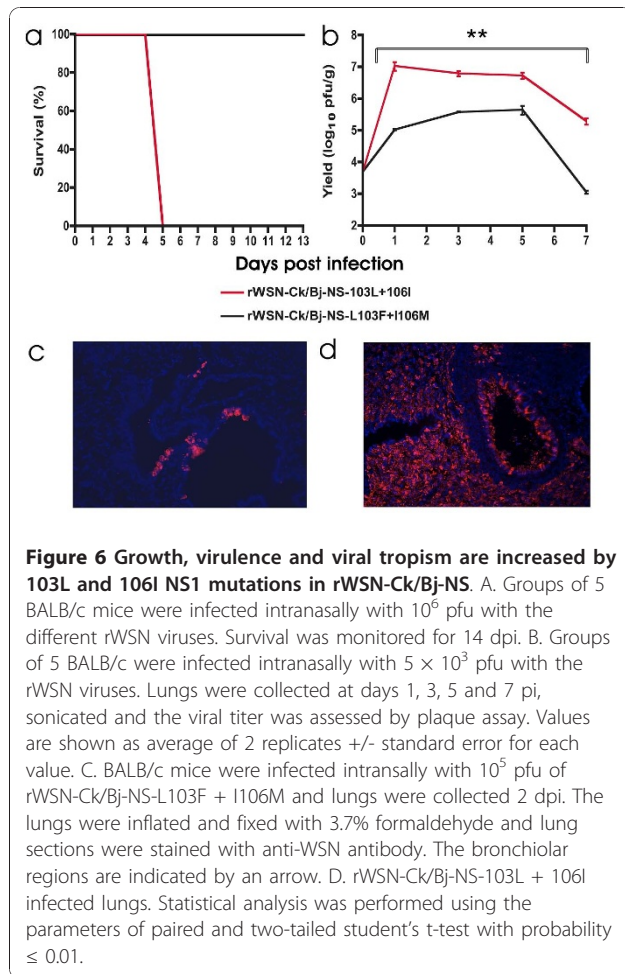 a
b
**
Survival (%)
100
80
60
40
20
0
0 1 2 3 4 5 6 7 8 9 10 11 12 13
Yield (log10 pfu/g)
8
7
6
5
4
3
2
0 1 2 3 4 5 6 7
Days post infection
rWSN-Ck/Bj-NS-103L+106I
rWSN-Ck/Bj-NS-L103F+I106M
c
d
Figure 6 Growth, virulence and viral tropism are increased by
103L and 106I NS1 mutations in rWSN-Ck/Bj-NS. A. Groups of 5
BALB/c mice were infected intranasally with 10⁶ pfu with the
different rWSN viruses. Survival was monitored for 14 dpi. B. Groups
of 5 BALB/c were infected intranasally with 5 × 10³ pfu with the
rWSN viruses. Lungs were collected at days 1, 3, 5 and 7 pi,
sonicated and the viral titer was assessed by plaque assay. Values
are shown as average of 2 replicates +/- standard error for each
value. C. BALB/c mice were infected intransally with 10⁵ pfu of
rWSN-Ck/Bj-NS-L103F + I106M and lungs were collected 2 dpi. The
lungs were inflated and fixed with 3.7% formaldehyde and lung
sections were stained with anti-WSN antibody. The bronchiolar
regions are indicated by an arrow. D. rWSN-Ck/Bj-NS-103L + 106I
infected lungs. Statistical analysis was performed using the
parameters of paired and two-tailed student's t-test with probability
≤ 0.01.